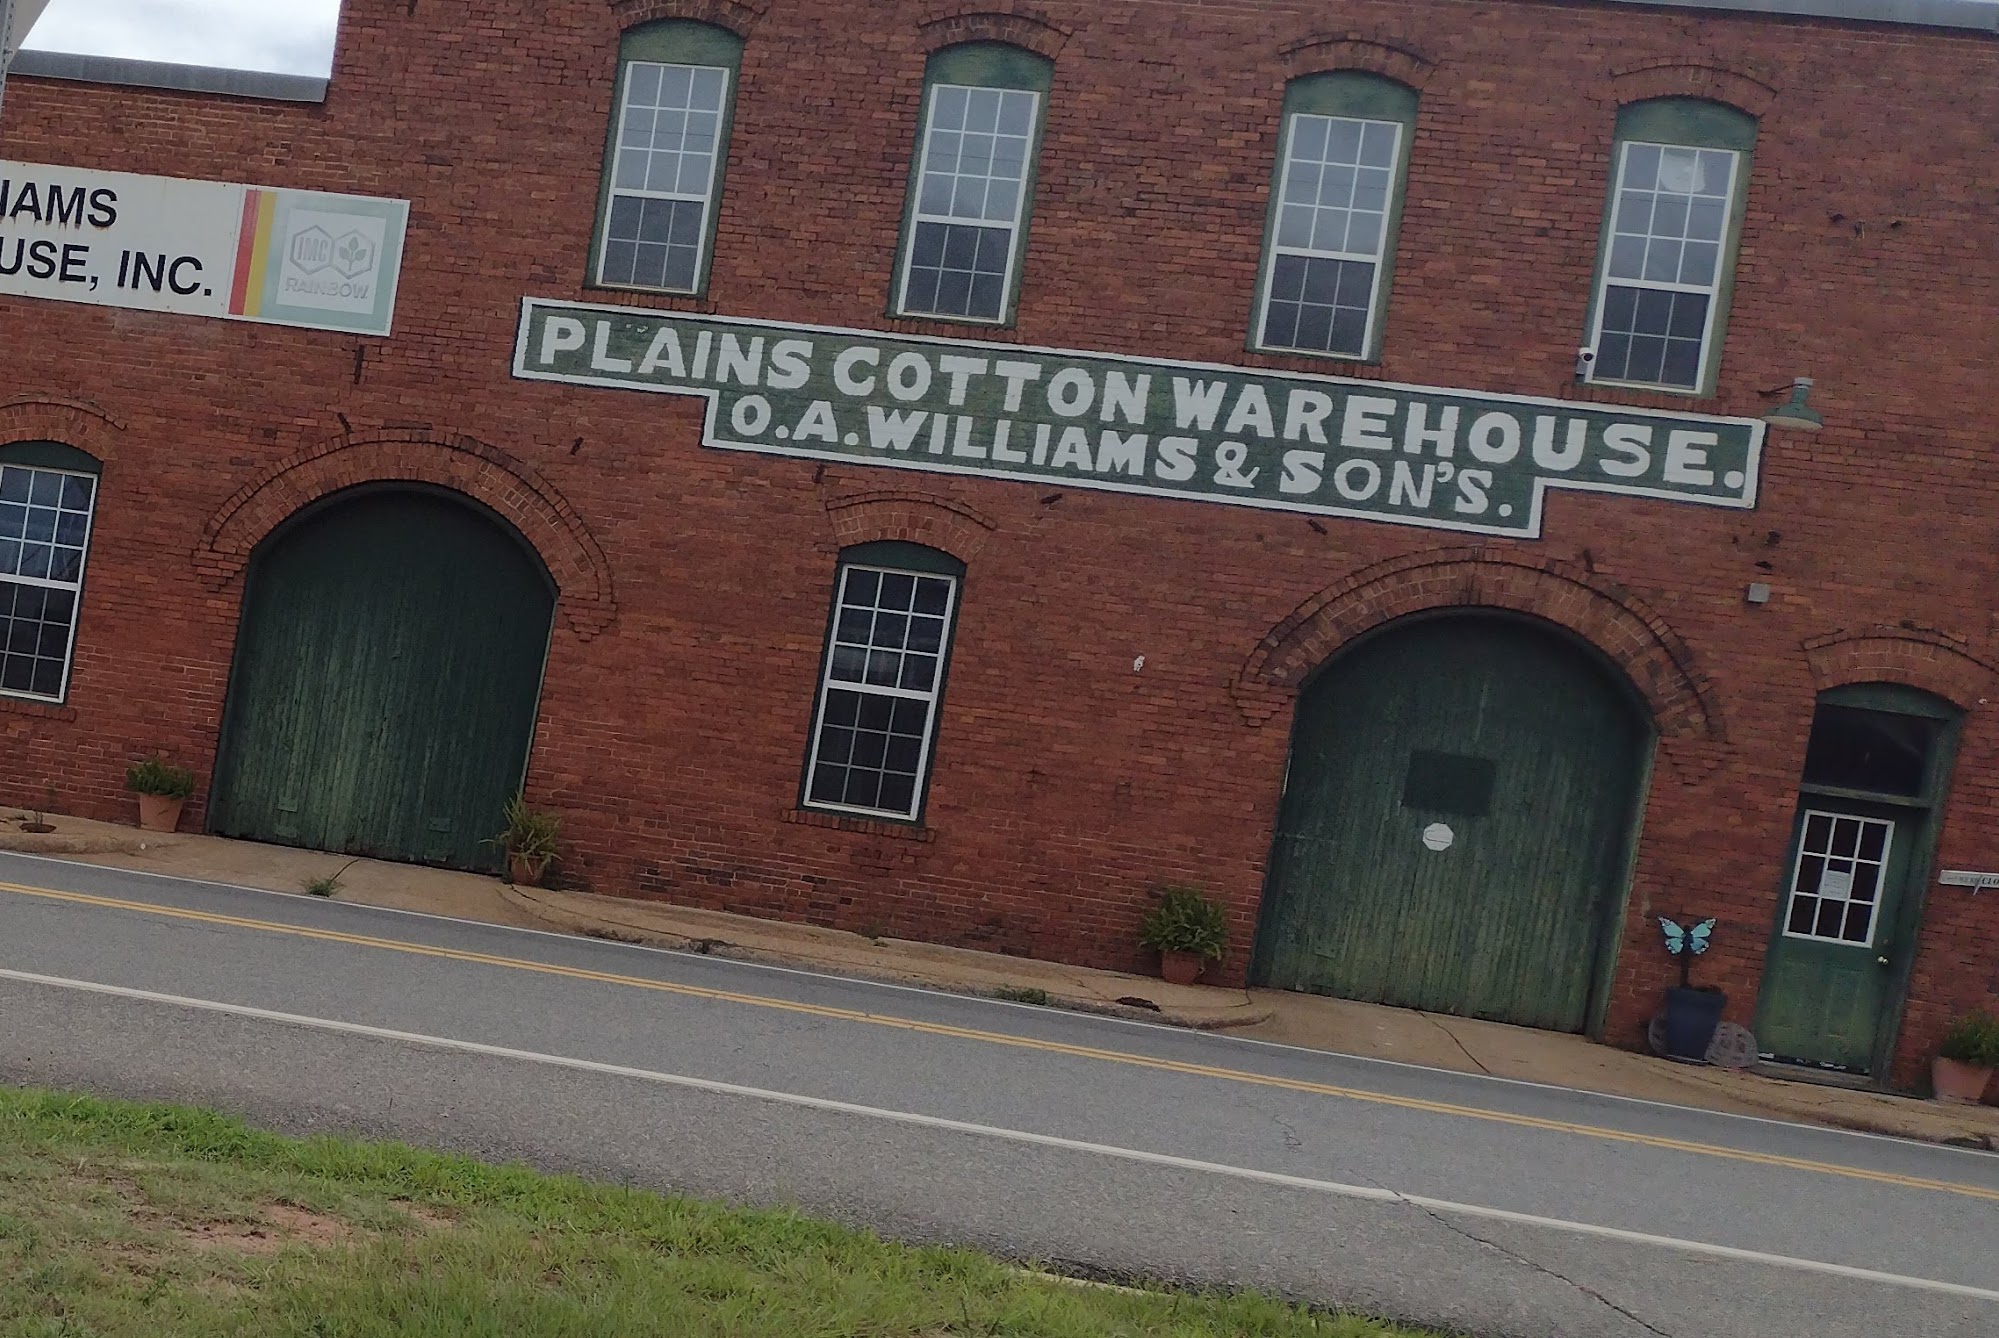 IAMS
USE, INC.
IMC
RAINBOW
PLAINS COTTON WAREHOUSE.
O.A.WILLIAMS & SON'S.